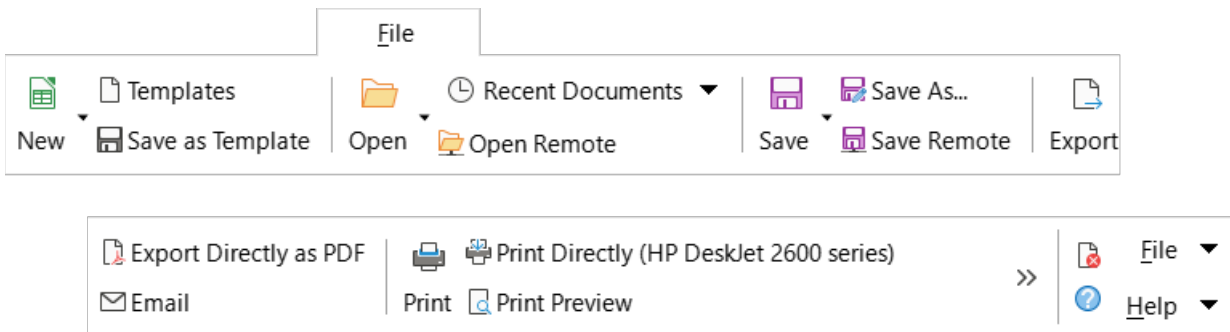 File
Templates Recent Documents Save As...
New Save as Template Open Open Remote Save Save Remote Export
Export Directly as PDF Print Directly (HP DeskJet 2600 series) File
Email Print Print Preview Help